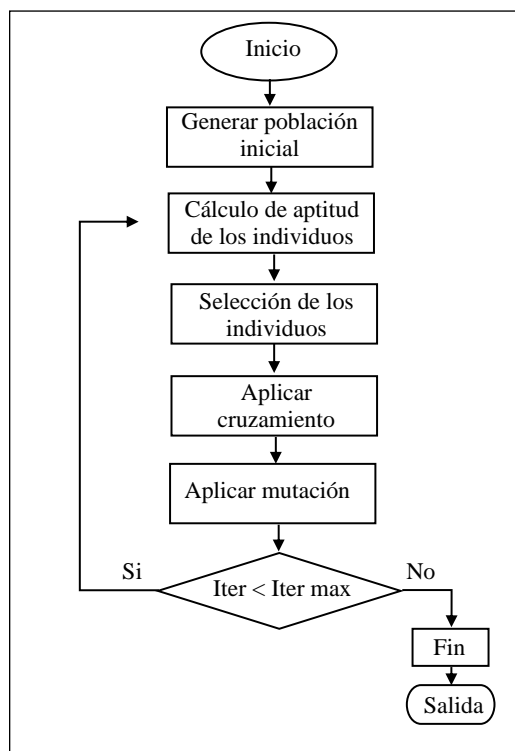 Inicio
Generar población
inicial
Cálculo de aptitud
de los individuos
Selección de los
individuos
Aplicar
cruzamiento
Aplicar mutación
Si
Iter < Iter max
No
Fin
Salida